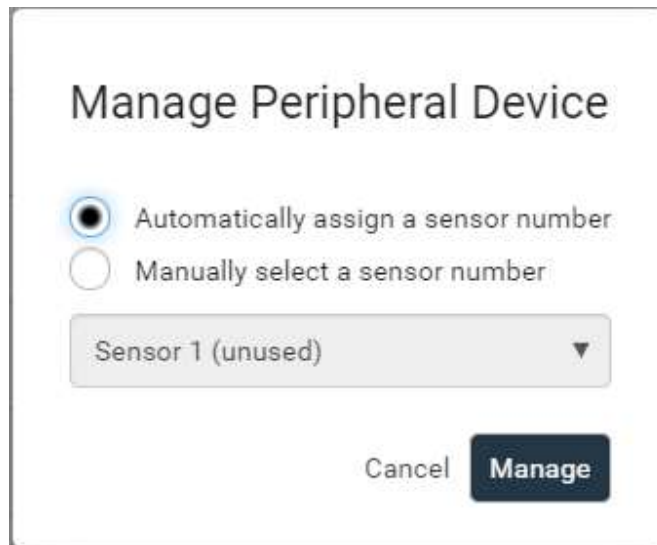 Manage Peripheral Device
Automatically assign a sensor number
Manually select a sensor number
Sensor 1 (unused)
Cancel
Manage